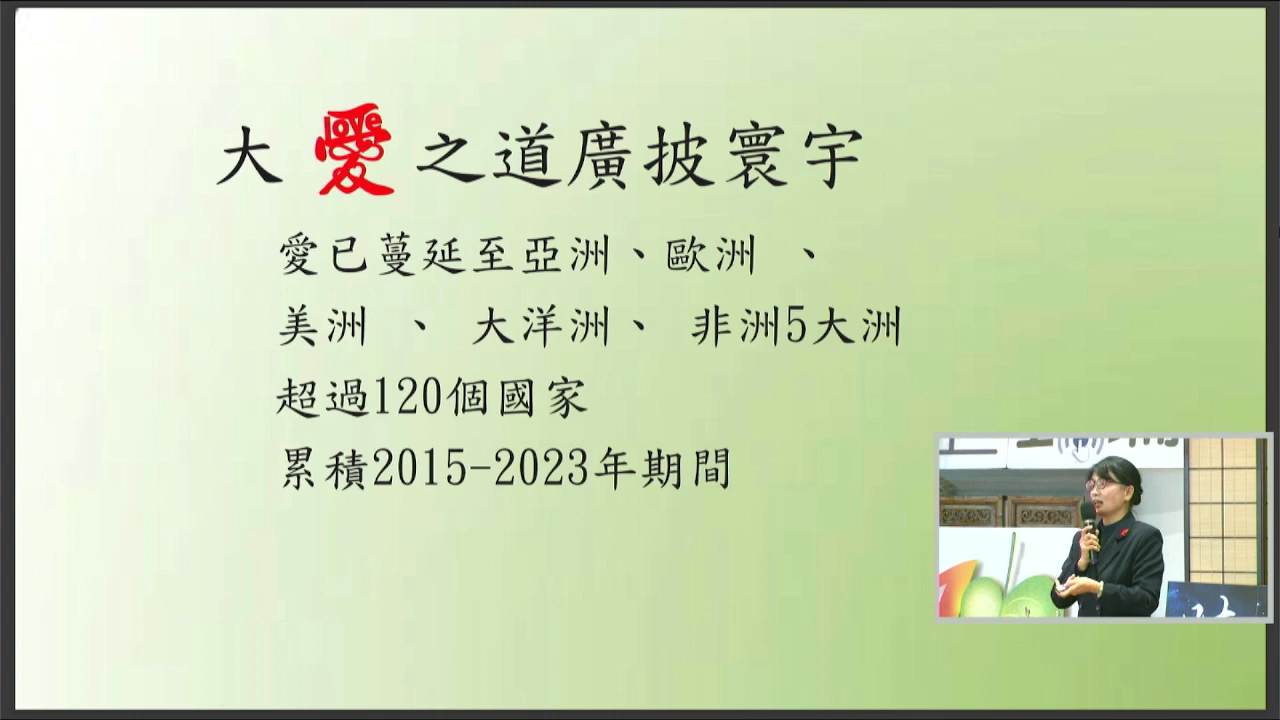 大愛之道廣披寰宇
love
愛已蔓延至亞洲、歐洲 、
美洲 、 大洋洲、 非洲5大洲
超過120個國家
累積2015-2023年期間